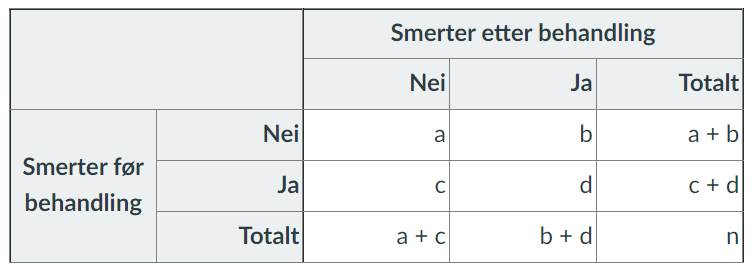 Smerter etter behandling
Nei Ja Totalt
Smerter før behandling
Nei a b a + b
Ja c d c + d
Totalt a + c b + d n